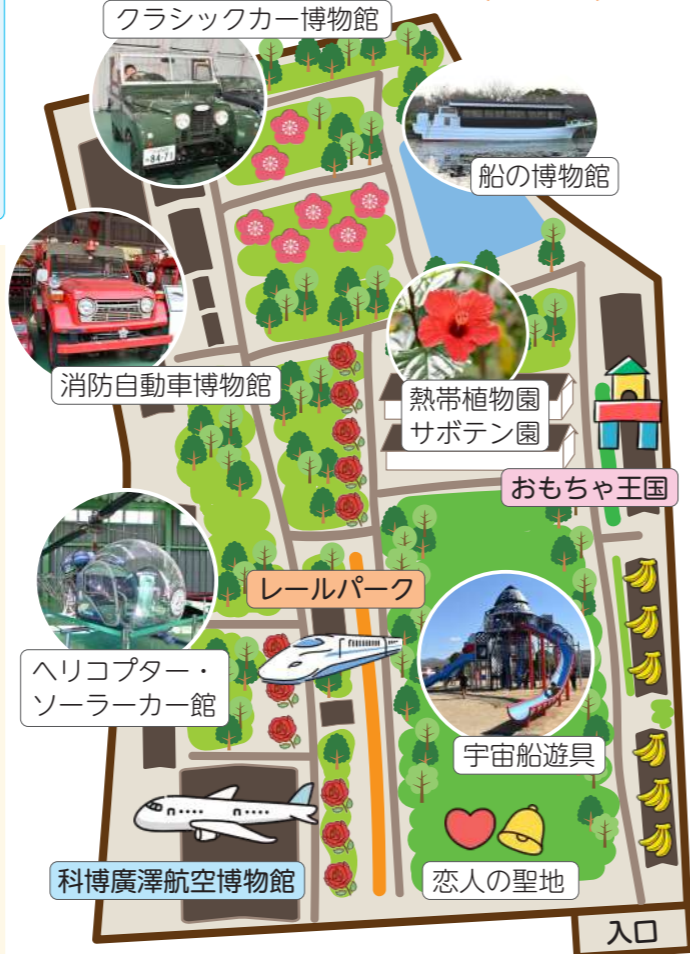 クラシックカー博物館
船の博物館
消防自動車博物館
熱帯植物園
サボテン園
おもちゃ王国
レールパーク
ヘリコプター・
ソーラーカー館
宇宙船遊具
科博廣澤航空博物館
恋人の聖地
入口